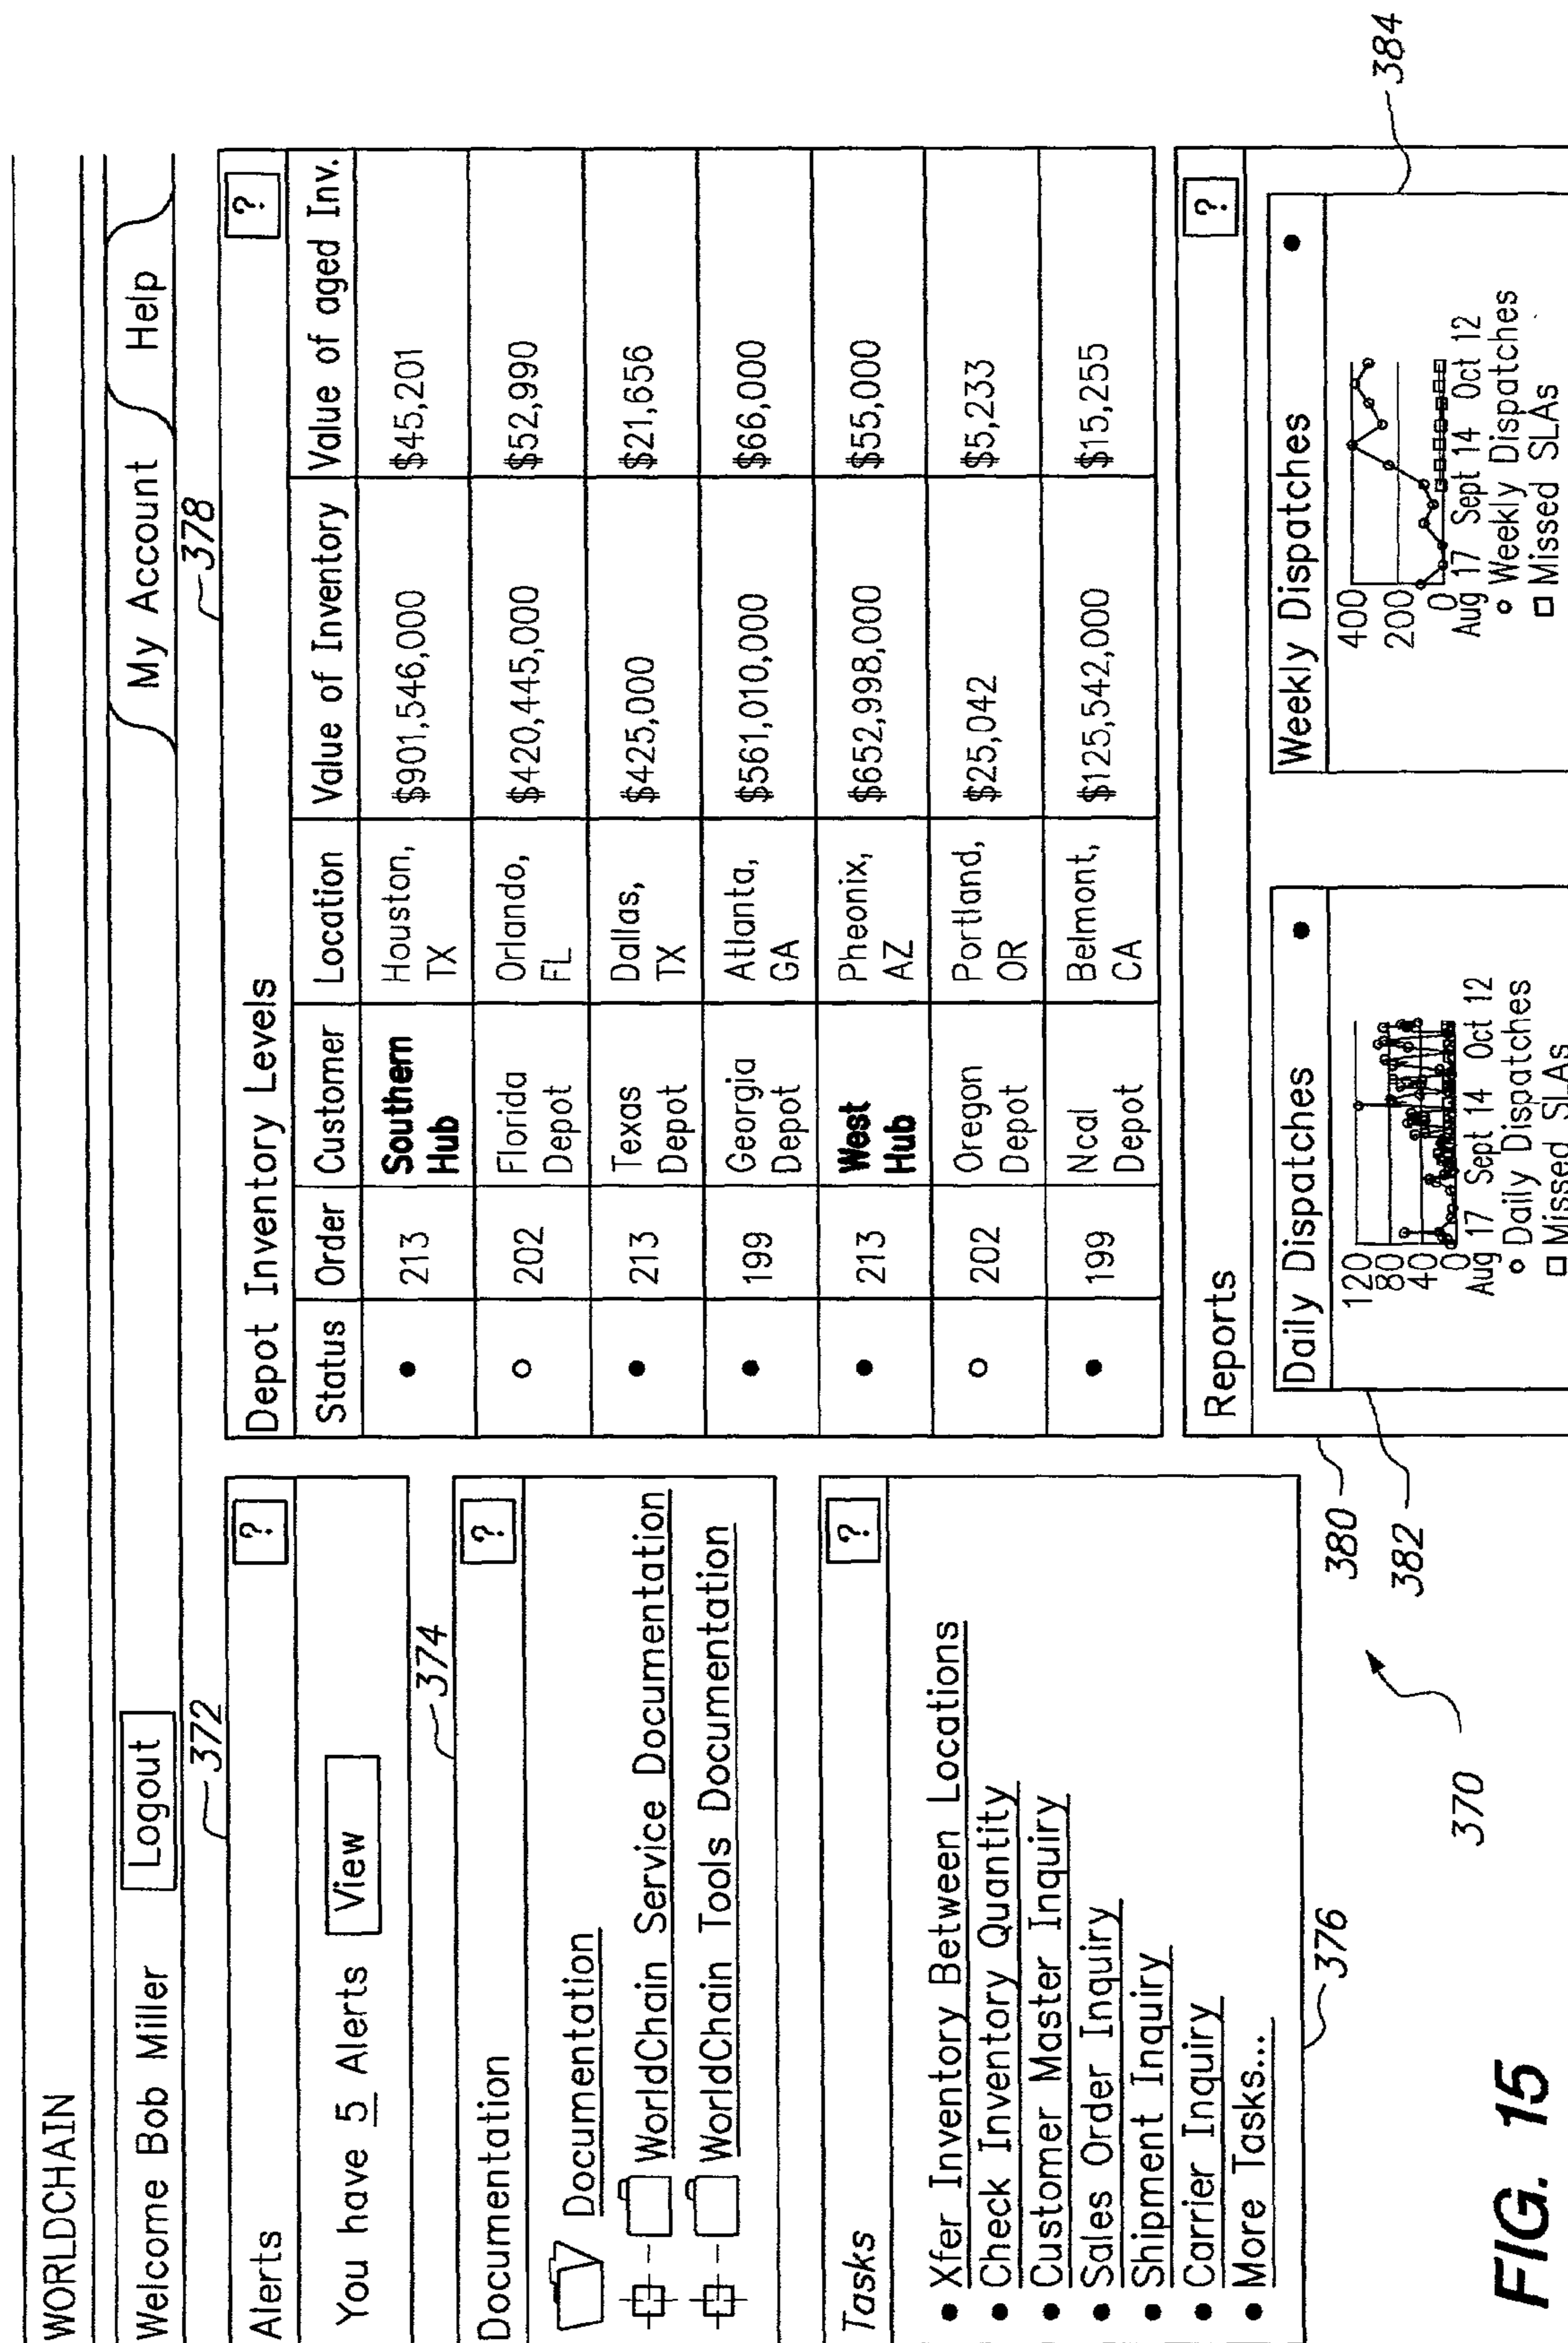 WORLDCHAIN
Welcome Bob Miller Logout
My Account Help
372
Alerts ?
You have 5 Alerts View
374
Documentation ?
Documentation
WorldChain Service Documentation
WorldChain Tools Documentation
Tasks ?
• Xfer Inventory Between Locations
• Check Inventory Quantity
• Customer Master Inquiry
• Sales Order Inquiry
• Shipment Inquiry
• Carrier Inquiry
• More Tasks...
376
378
Depot Inventory Levels ?
Status Order Customer Location Value of Inventory Value of aged Inv.
213 Southern Houston, $901,546,000 $45,201
Hub TX
202 Florida Orlando, $420,445,000 $52,990
Depot FL
213 Texas Dallas, $425,000 $21,656
Depot TX
199 Georgia Atlanta, $561,010,000 $66,000
Depot GA
213 West Pheonix, $652,998,000 $55,000
Hub AZ
202 Oregon Portland, $25,042 $5,233
Depot OR
199 Ncal Belmont, $125,542,000 $15,255
Depot CA
Reports ?
Daily Dispatches
120
80
40
0
Aug 17 Sept 14 Oct 12
Daily Dispatches
Missed SLAs
Weekly Dispatches
400
200
0
Aug 17 Sept 14 Oct 12
Weekly Dispatches
Missed SLAs
380
382
384
370
FIG. 15